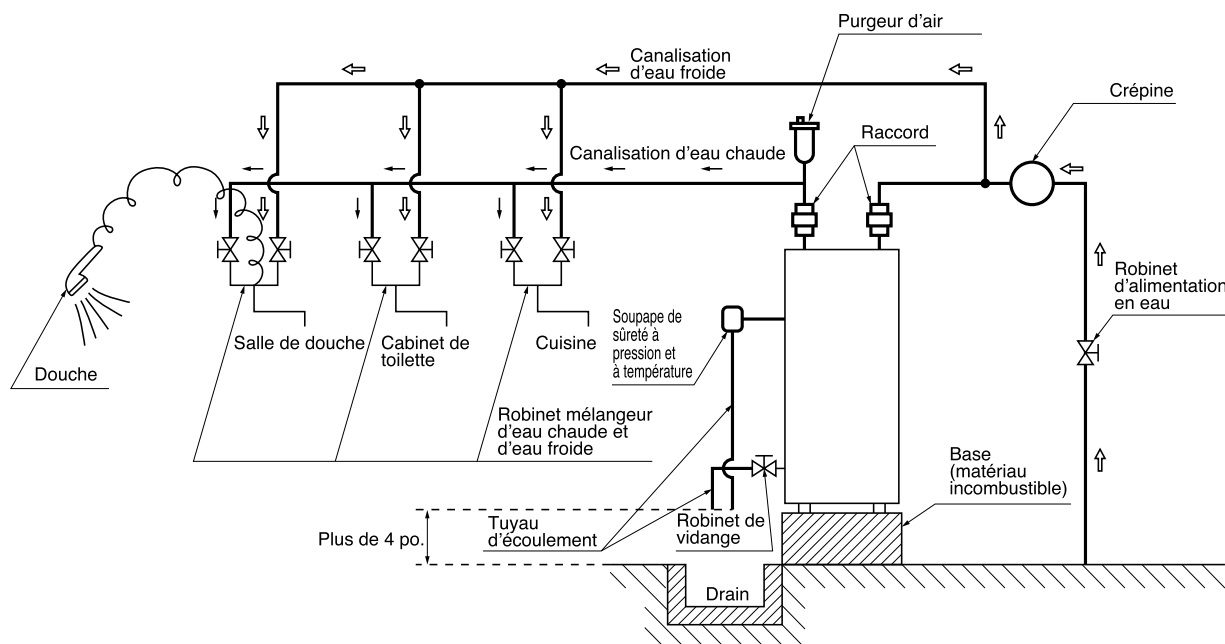 Purgeur d'air
Canalisation
d'eau froide
Crépine
Raccord
Canalisation d'eau chaude
Robinet
d'alimentation
en eau
Soupape de
sûreté à
pression et
à température
Salle de douche
Cabinet de
toilette
Cuisine
Douche
Robinet mélangeur
d'eau chaude et
d'eau froide
Base
(matériau
incombustible)
Plus de 4 po.
Tuyau
d'écoulement
Robinet de
vidange
Drain